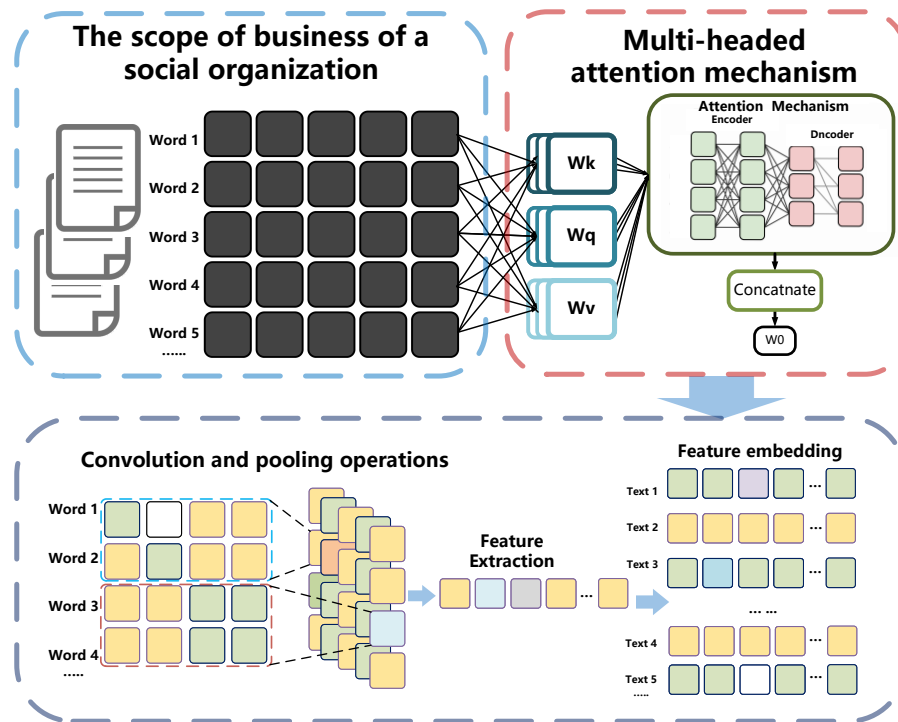 The scope of business of a
social organization
Word 1
Word 2
Word 3
Word 4
Word 5
......
Multi-headed
attention mechanism
Wk
Wq
Wv
Attention Mechanism
Encoder
Dncoder
Concatnate
W0
Convolution and pooling operations
Word 1
Word 2
Word 3
Word 4
.....
Feature
Extraction
...
Feature embedding
Text 1 ...
Text 2 ...
Text 3 ...
... ...
Text 4 ...
Text 5 ...
.....